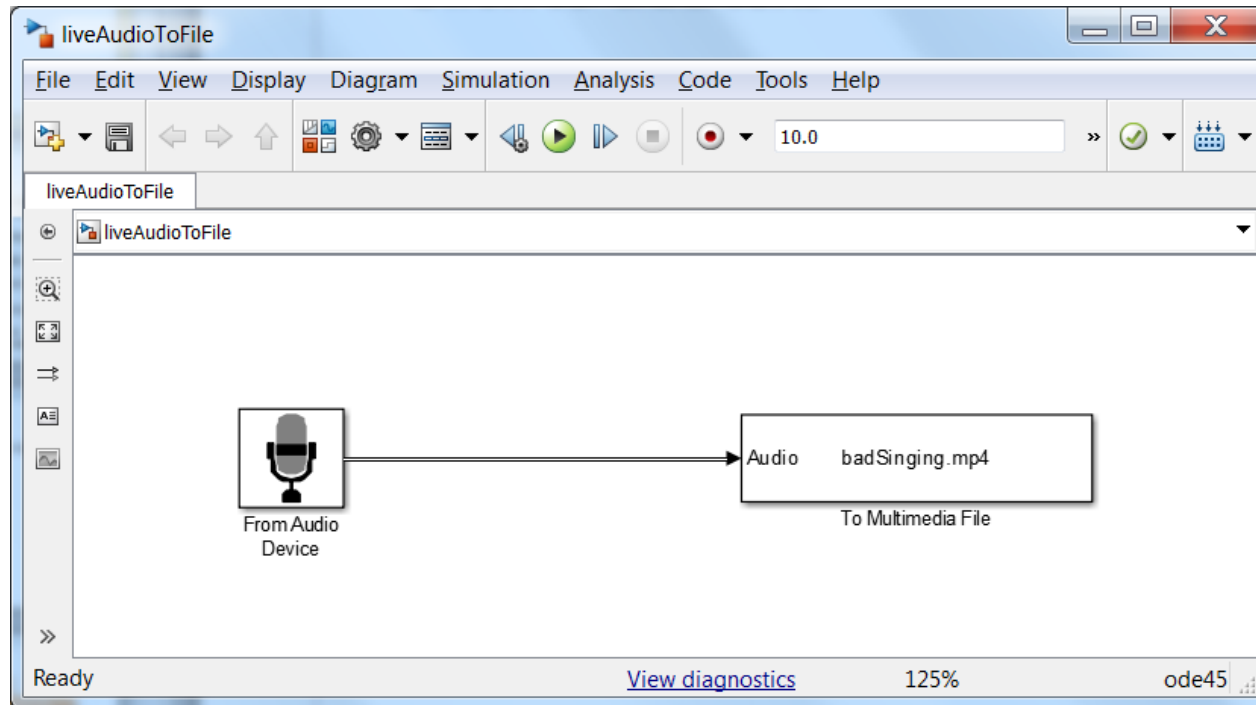 liveAudioToFile
File Edit View Display Diagram Simulation Analysis Code Tools Help
10.0
liveAudioToFile
liveAudioToFile
Audio badSinging.mp4
From Audio
Device
To Multimedia File
Ready View diagnostics 125% ode45